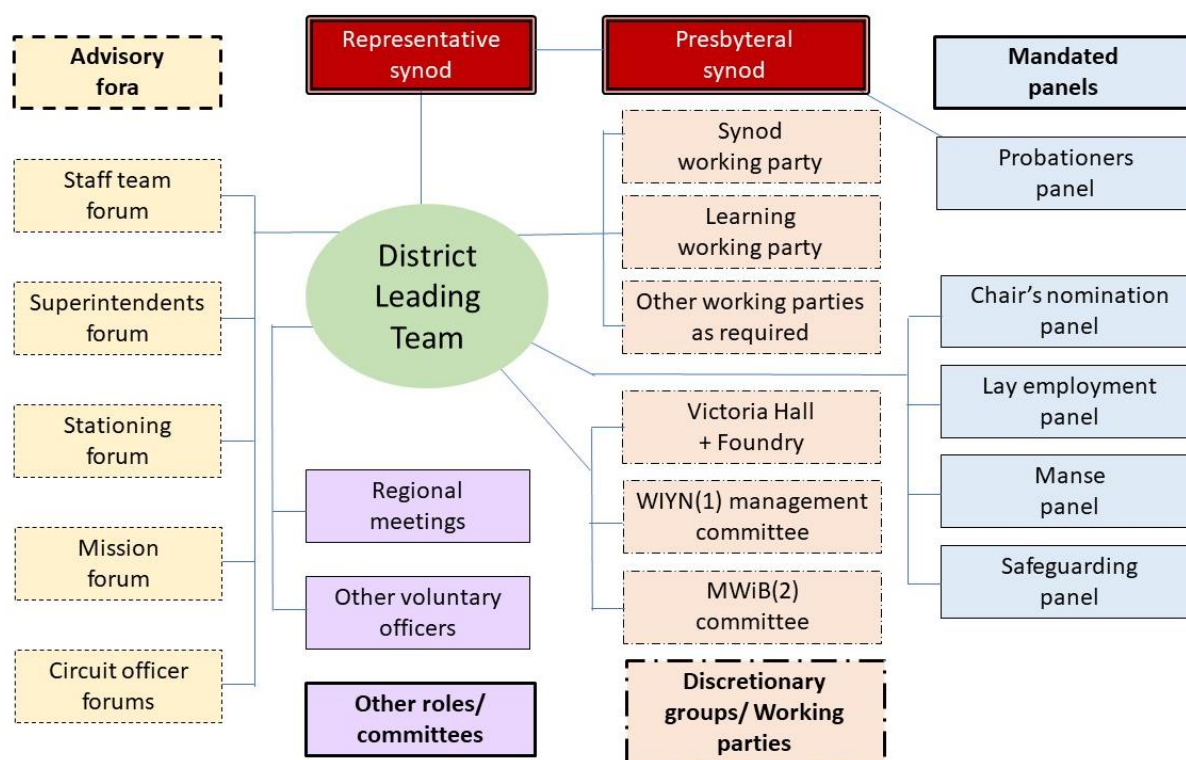 Advisory
fora
Staff team
forum
Superintendents
forum
Stationing
forum
Mission
forum
Circuit officer
forums
Representative
synod
Presbyteral
synod
District
Leading
Team
Regional
meetings
Other voluntary
officers
Other roles/
committees
Synod
working party
Learning
working party
Other working parties
as required
Victoria Hall
+ Foundry
WIYN(1) management
committee
MWiB(2)
committee
Discretionary
groups/ Working
parties
Mandated
panels
Probationers
panel
Chair’s nomination
panel
Lay employment
panel
Manse
panel
Safeguarding
panel